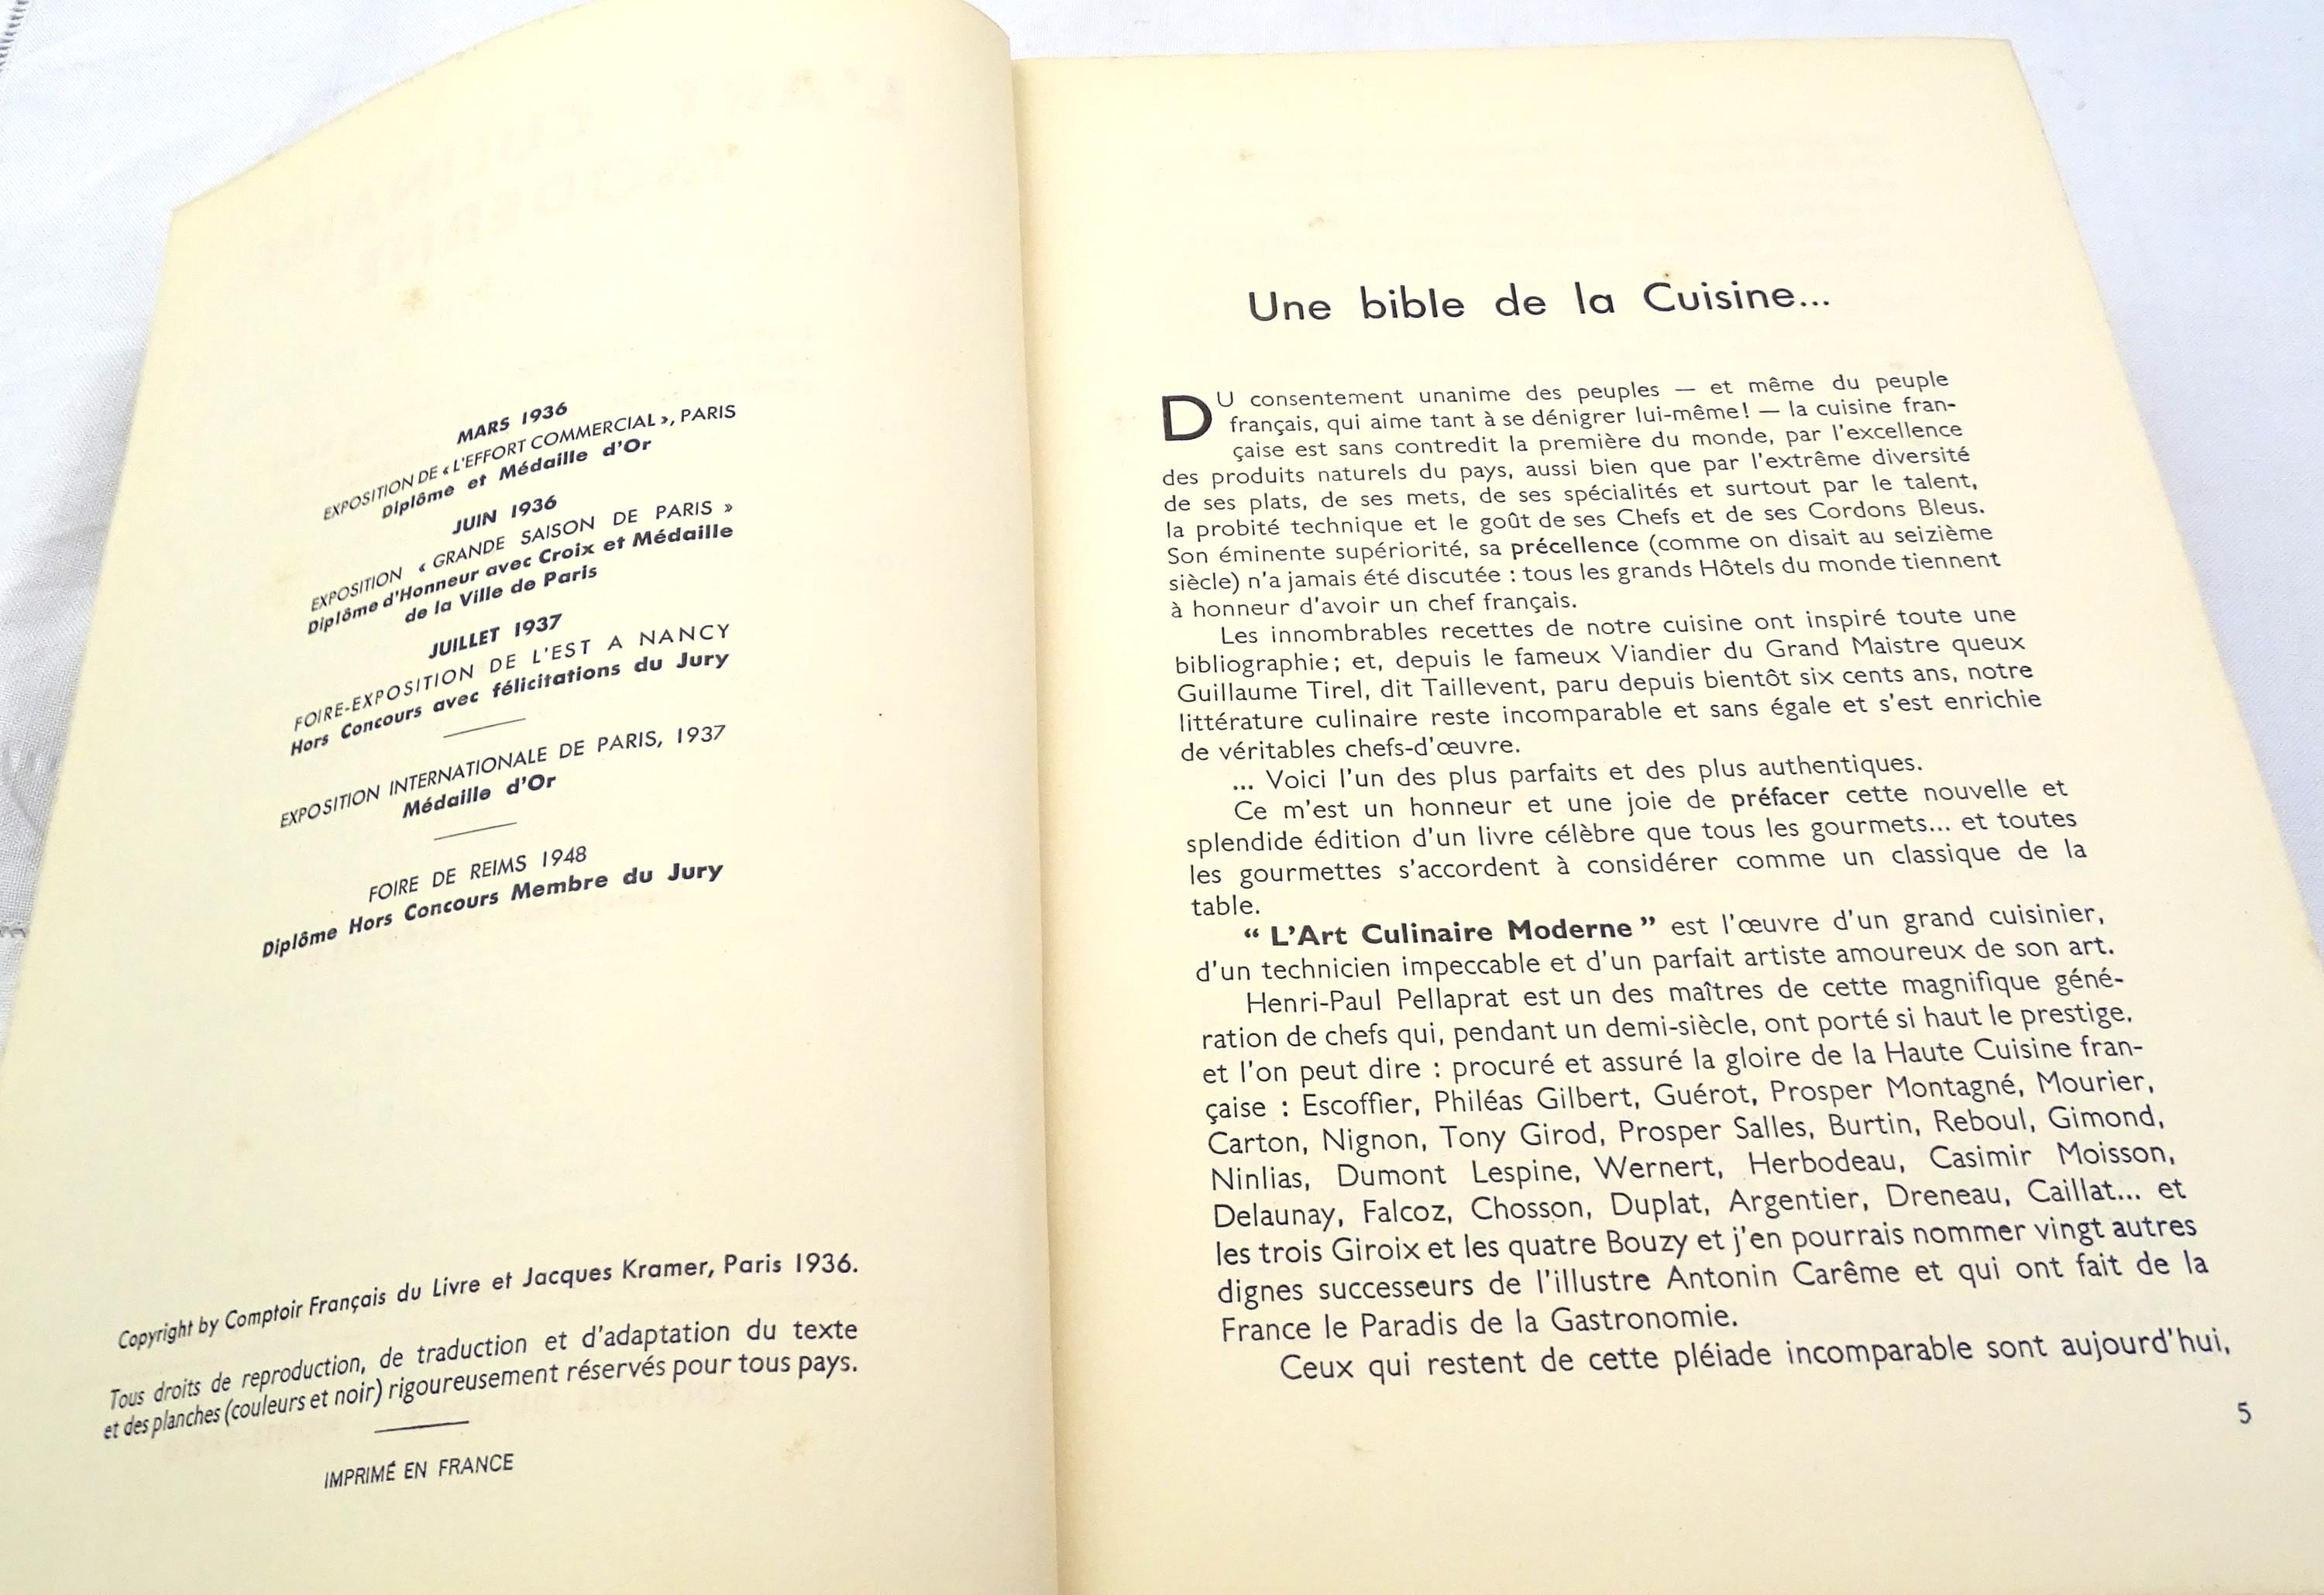 MARS 1936
EXPOSITION DE « L'EFFORT COMMERCIAL », PARIS
Diplôme et Médaille d'Or
JUIN 1936
EXPOSITION « GRANDE SAISON DE PARIS »
Diplôme d'Honneur avec Croix et Médaille
de la Ville de Paris
JUILLET 1937
FOIRE-EXPOSITION DE L'EST A NANCY
Hors Concours avec félicitations du Jury
EXPOSITION INTERNATIONALE DE PARIS, 1937
Médaille d'Or
FOIRE DE REIMS 1948
Diplôme Hors Concours Membre du Jury
Copyright by Comptoir Français du Livre et Jacques Kramer, Paris 1936.
Tous droits de reproduction, de traduction et d'adaptation du texte
et des planches (couleurs et noir) rigoureusement réservés pour tous pays.
IMPRIMÉ EN FRANCE
Une bible de la Cuisine...
DU consentement unanime des peuples — et même du peuple
français, qui aime tant à se dénigrer lui-même! — la cuisine fran-
çaise est sans contredit la première du monde, par l'excellence
des produits naturels du pays, aussi bien que par l'extrême diversité
de ses plats, de ses mets, de ses spécialités et surtout par le talent,
la probité technique et le goût de ses Chefs et de ses Cordons Bleus.
Son éminente supériorité, sa précellence (comme on disait au seizième
siècle) n'a jamais été discutée : tous les grands Hôtels du monde tiennent
à honneur d'avoir un chef français.
Les innombrables recettes de notre cuisine ont inspiré toute une
bibliographie; et, depuis le fameux Viandier du Grand Maistre queux
Guillaume Tirel, dit Taillevent, paru depuis bientôt six cents ans, notre
littérature culinaire reste incomparable et sans égale et s'est enrichie
de véritables chefs-d'œuvre.
... Voici l'un des plus parfaits et des plus authentiques.
Ce m'est un honneur et une joie de préfacer cette nouvelle et
splendide édition d'un livre célèbre que tous les gourmets... et toutes
les gourmettes s'accordent à considérer comme un classique de la
table.
“ L'Art Culinaire Moderne ” est l'œuvre d'un grand cuisinier,
d'un technicien impeccable et d'un parfait artiste amoureux de son art.
Henri-Paul Pellaprat est un des maîtres de cette magnifique géné-
ration de chefs qui, pendant un demi-siècle, ont porté si haut le prestige,
et l'on peut dire : procuré et assuré la gloire de la Haute Cuisine fran-
çaise : Escoffier, Philéas Gilbert, Guérot, Prosper Montagné, Mourier,
Carton, Nignon, Tony Girod, Prosper Salles, Burtin, Reboul, Gimond,
Ninlias, Dumont Lespine, Wernert, Herbodeau, Casimir Moisson,
Delaunay, Falcoz, Chosson, Duplat, Argentier, Dreneau, Caillat... et
les trois Giroix et les quatre Bouzy et j'en pourrais nommer vingt autres
dignes successeurs de l'illustre Antonin Carême et qui ont fait de la
France le Paradis de la Gastronomie.
Ceux qui restent de cette pléiade incomparable sont aujourd'hui,
5